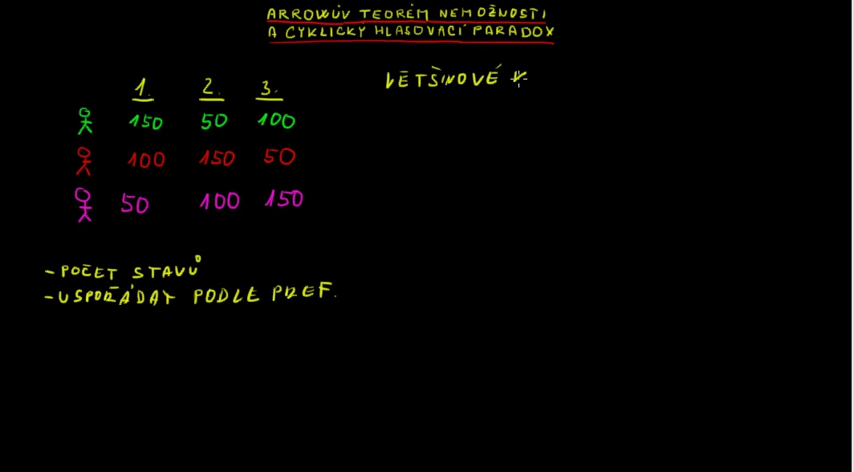 ARROWŮV TEORÉM NEMOŽNOSTI
A CYKLICKÝ HLASOVACÍ PARADOX
1. 2. 3.
150 50 100
100 150 50
50 100 150
VĚTŠINOVÉ
- POČET STAVŮ
- USPOŘÁDAT PODLE PREF.